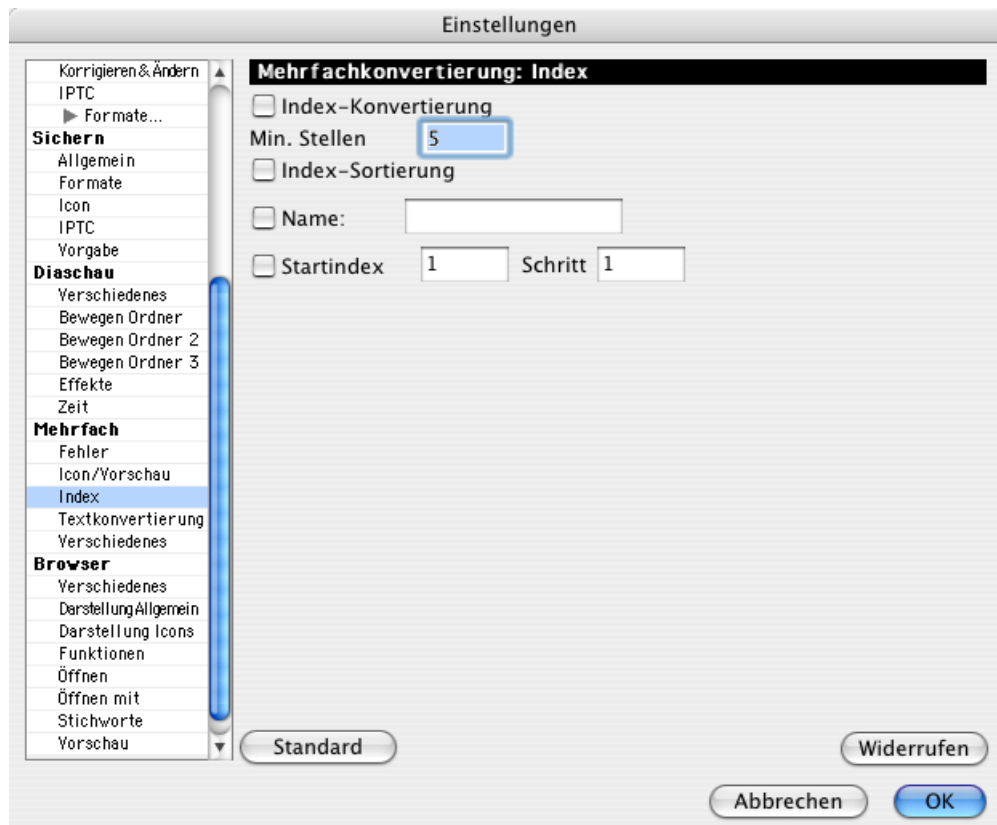 Einstellungen
Korrigieren & Ändern
IPTC
Formate...
Sichern
Allgemein
Formate
Icon
IPTC
Vorgabe
Diaschau
Verschiedenes
Bewegen Ordner
Bewegen Ordner 2
Bewegen Ordner 3
Effekte
Zeit
Mehrfach
Fehler
Icon/Vorschau
Index
Textkonvertierung
Verschiedenes
Browser
Verschiedenes
Darstellung Allgemein
Darstellung Icons
Funktionen
Öffnen
Öffnen mit
Stichworte
Vorschau
Mehrfachkonvertierung: Index
Index-Konvertierung
Min. Stellen 5
Index-Sortierung
Name:
Startindex 1 Schritt 1
Standard Widerrufen
Abbrechen OK